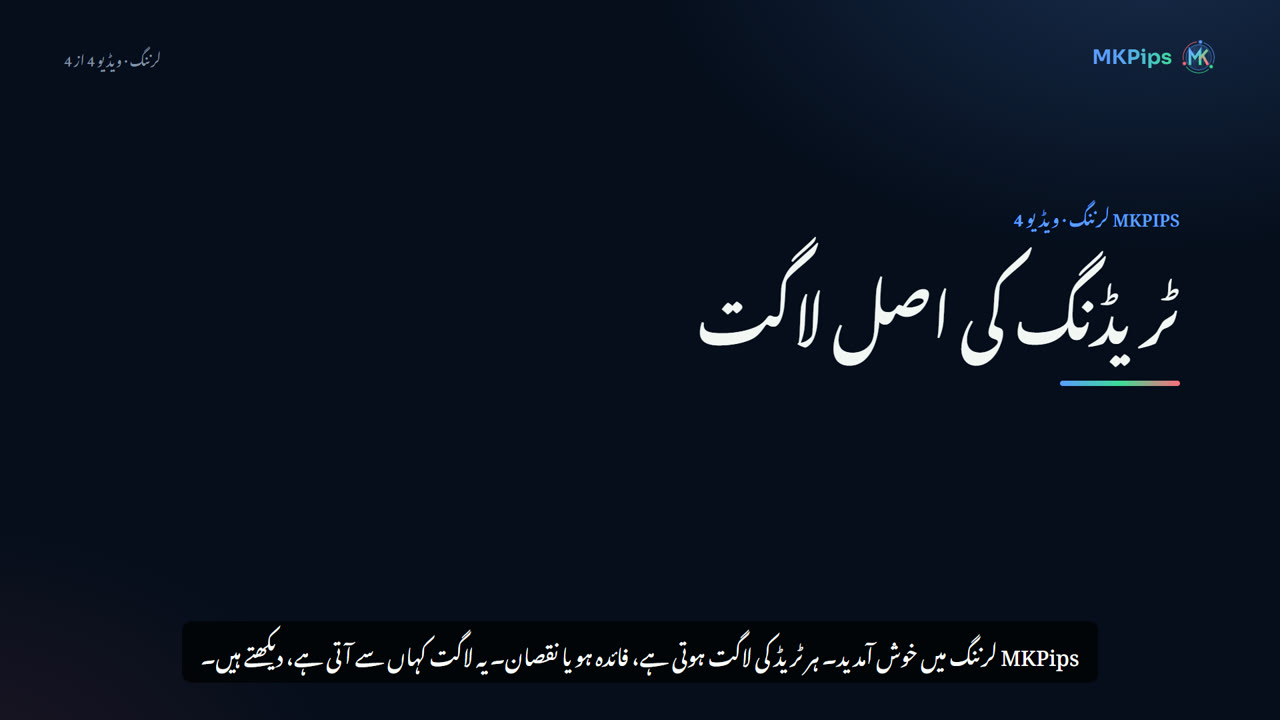 MKPips
لرننگ · ویڈیو 4 از 4
MKPIPS لرننگ · ویڈیو 4
ٹریڈنگ کی اصل لاگت
MKPips لرننگ میں خوش آمدید۔ ہر ٹریڈ کی لاگت ہوتی ہے، فائدہ ہو یا نقصان۔ یہ لاگت کہاں سے آتی ہے، دیکھتے ہیں۔